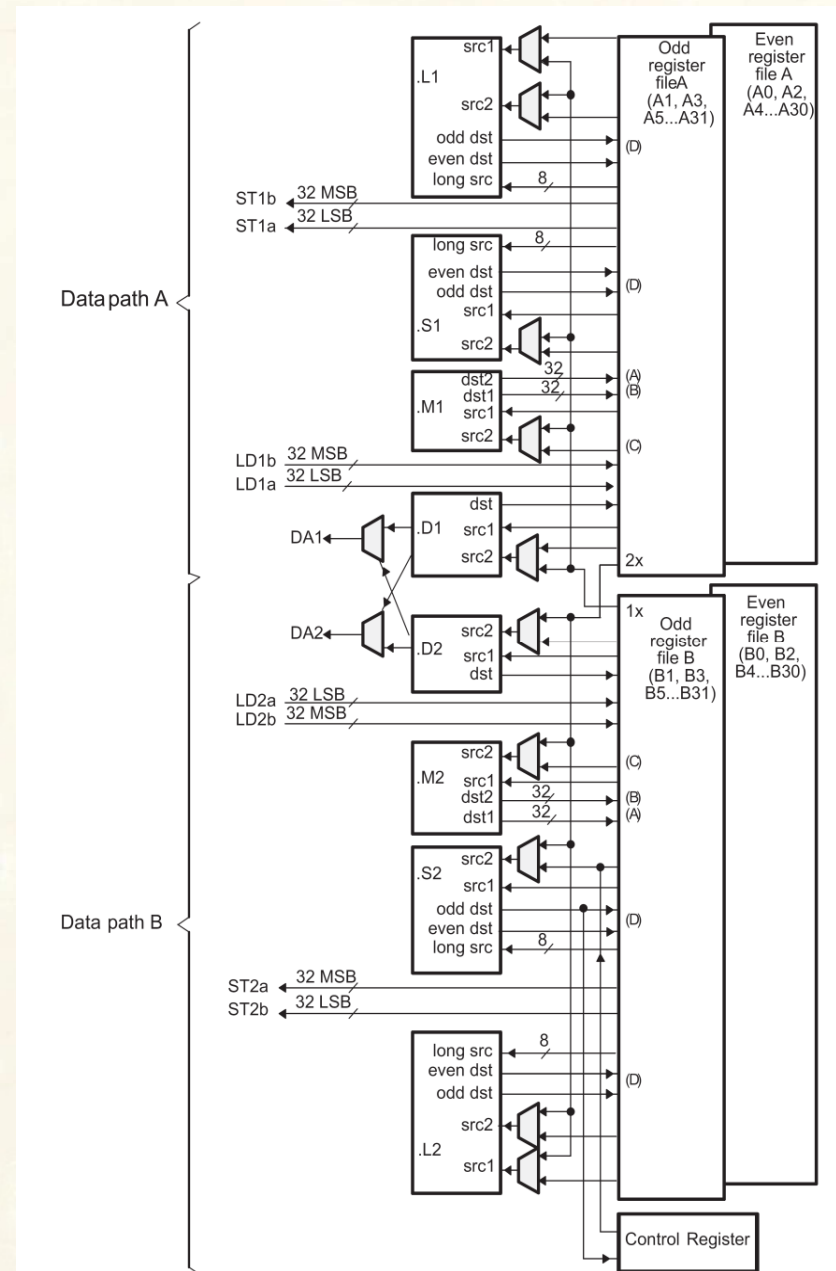 src1
.L1
src2
odd dst
even dst
long src
8
(D)
Odd
register
fileA
(A1, A3,
A5...A31)
Even
register
file A
(A0, A2,
A4...A30)
ST1b
32 MSB
ST1a
32 LSB
long src
8
even dst
odd dst
(D)
src1
.S1
src2
Data path A
dst2
32
(A)
dst1
32
(B)
.M1
src1
src2
(C)
LD1b
32 MSB
LD1a
32 LSB
dst
.D1
src1
src2
DA1
2x
1x
DA2
src2
.D2
src1
dst
Odd
register
file B
(B1, B3,
B5...B31)
Even
register
file B
(B0, B2,
B4...B30)
LD2a
32 LSB
LD2b
32 MSB
src2
(C)
.M2
src1
dst2
32
(B)
dst1
32
(A)
src2
.S2
src1
odd dst
(D)
even dst
long src
8
Data path B
ST2a
32 MSB
ST2b
32 LSB
long src
8
even dst
(D)
odd dst
src2
.L2
src1
Control Register